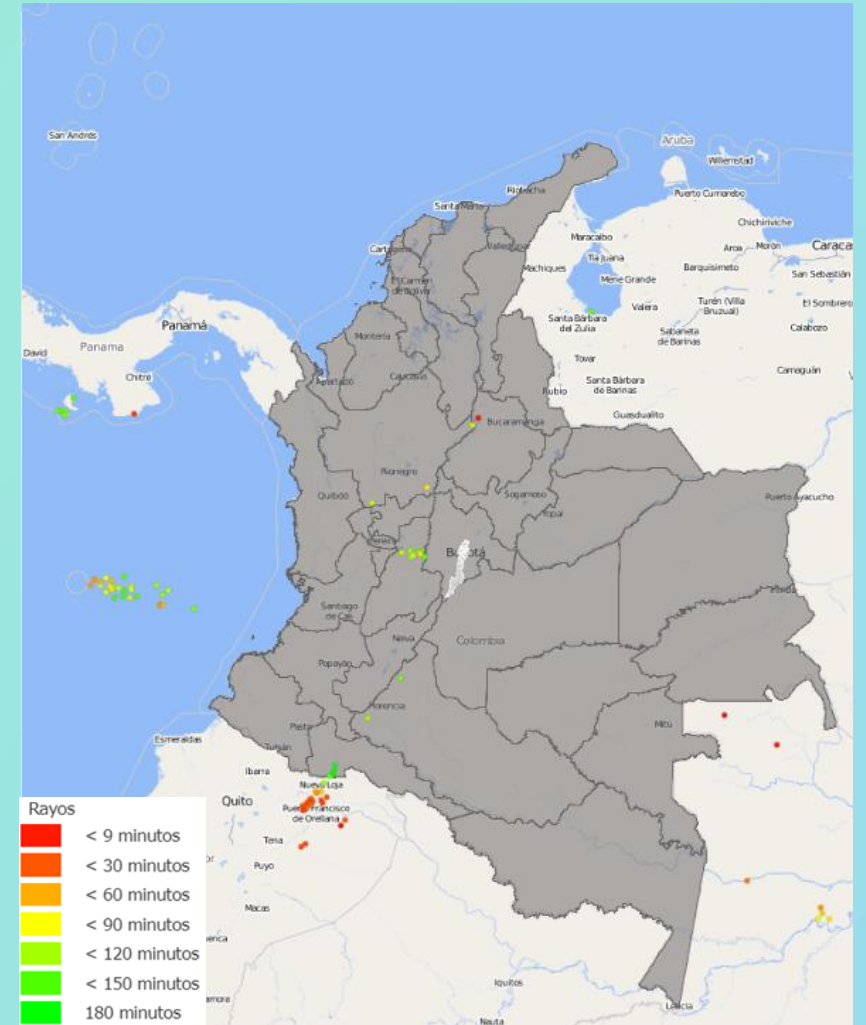 San Andrés
Aruba
Willemstad
Riohacha
Puerto Cumarebo
Santa Marta
Chichiriviche
Maracaibo
Cartag
Valledupar
Aroa
Morón
Caracas
Tia Juana
Machiques
Barquisimeto
San Sebastián
El Carmen
de Bolívar
Mene Grande
Turén (Villa
Bruzual)
El Sombrero
Valera
Panamá
Santa Bárbara
del Zulia
Sabaneta
de Barinas
Calabozo
Montería
David
Panama
Tovar
Chitré
Apartadó
Caucasia
Camaguán
Rubio
Santa Bárbara
de Barinas
Guasdualito
Bucaramanga
Rionegro
Quibdó
Sogamoso
Puerto Ayacucho
Yopal
Pereira
Bogotá
Inírida
Santiago
de Cali
Neiva
Colombia
Popayán
Florencia
Mitú
Pasto
Esmeraldas
Tulcán
Ibarra
Nueva Loja
Quito
Puerto Francisco
de Orellana
Tena
Puyo
Macas
Iquitos
Leticia
Nauta
Rayos
< 9 minutos
< 30 minutos
< 60 minutos
< 90 minutos
< 120 minutos
< 150 minutos
180 minutos